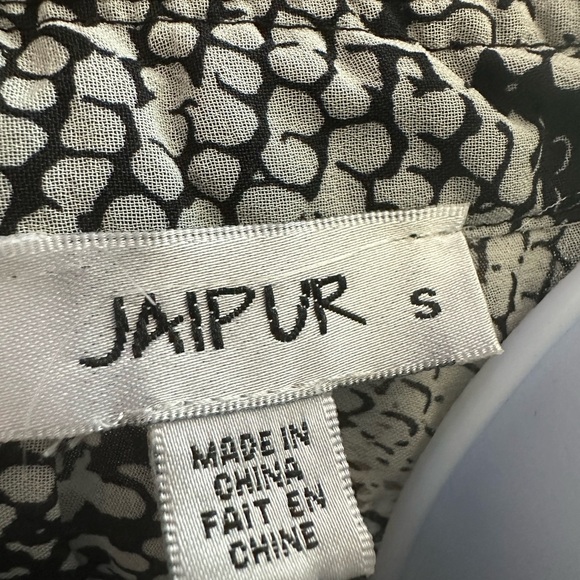 JAIPUR S
MADE IN
CHINA
FAIT EN
CHINE